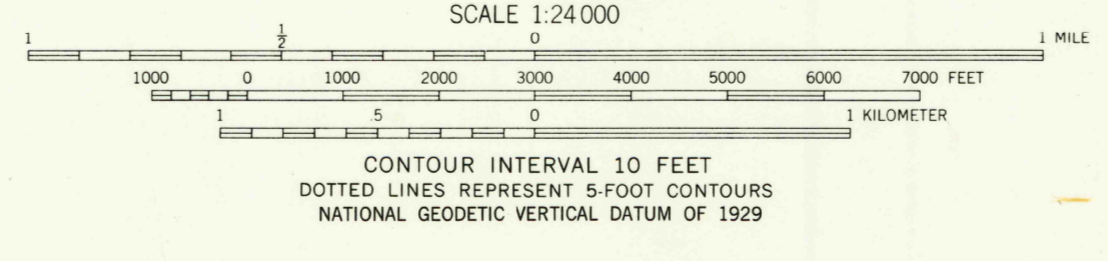 SCALE 1:24 000
1 ½ 0 1 MILE
1000 0 1000 2000 3000 4000 5000 6000 7000 FEET
1 .5 0 1 KILOMETER
CONTOUR INTERVAL 10 FEET
DOTTED LINES REPRESENT 5-FOOT CONTOURS
NATIONAL GEODETIC VERTICAL DATUM OF 1929